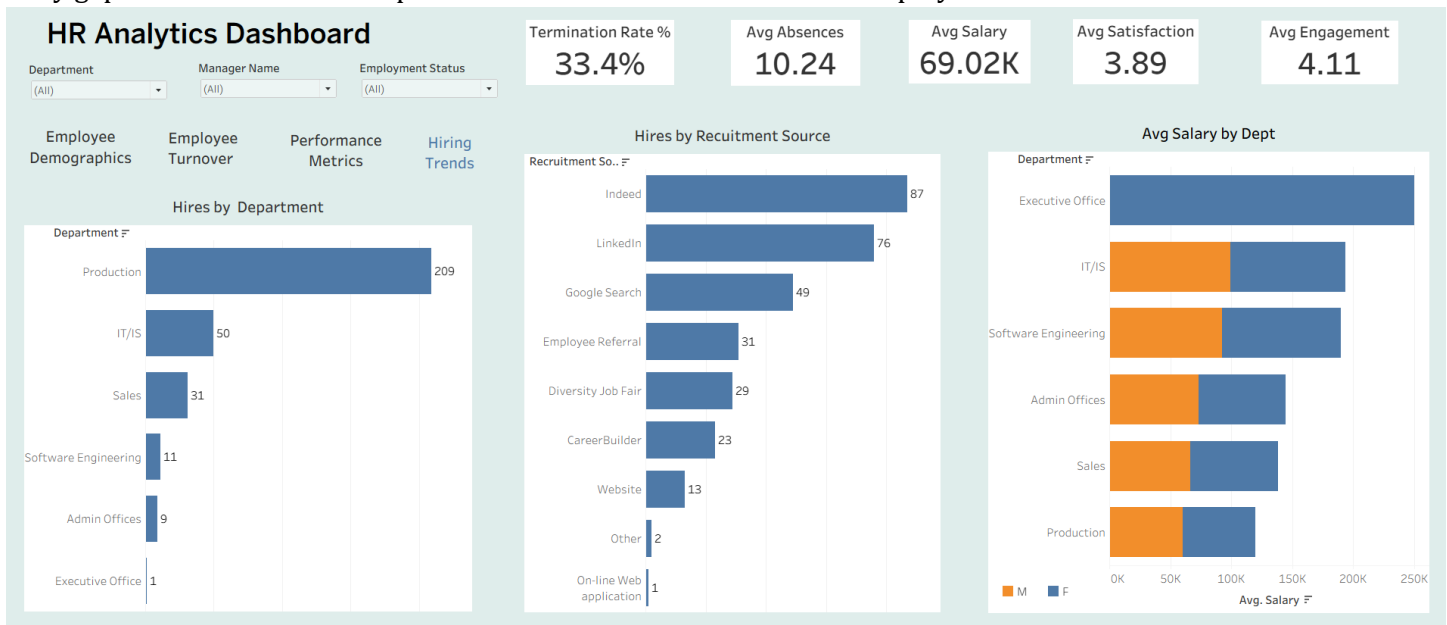 HR Analytics Dashboard
Department
(All)
Manager Name
(All)
Employment Status
(All)
Termination Rate %
33.4%
Avg Absences
10.24
Avg Salary
69.02K
Avg Satisfaction
3.89
Avg Engagement
4.11
Employee
Demographics
Employee
Turnover
Performance
Metrics
Hiring
Trends
Hires by Department
Department
Production 209
IT/IS 50
Sales 31
Software Engineering 11
Admin Offices 9
Executive Office 1
Hires by Recuitment Source
Recruitment So..
Indeed 87
LinkedIn 76
Google Search 49
Employee Referral 31
Diversity Job Fair 29
CareerBuilder 23
Website 13
Other 2
On-line Web
application 1
Avg Salary by Dept
Department
Executive Office
IT/IS
Software Engineering
Admin Offices
Sales
Production
0K 50K 100K 150K 200K 250K
Avg. Salary
M F